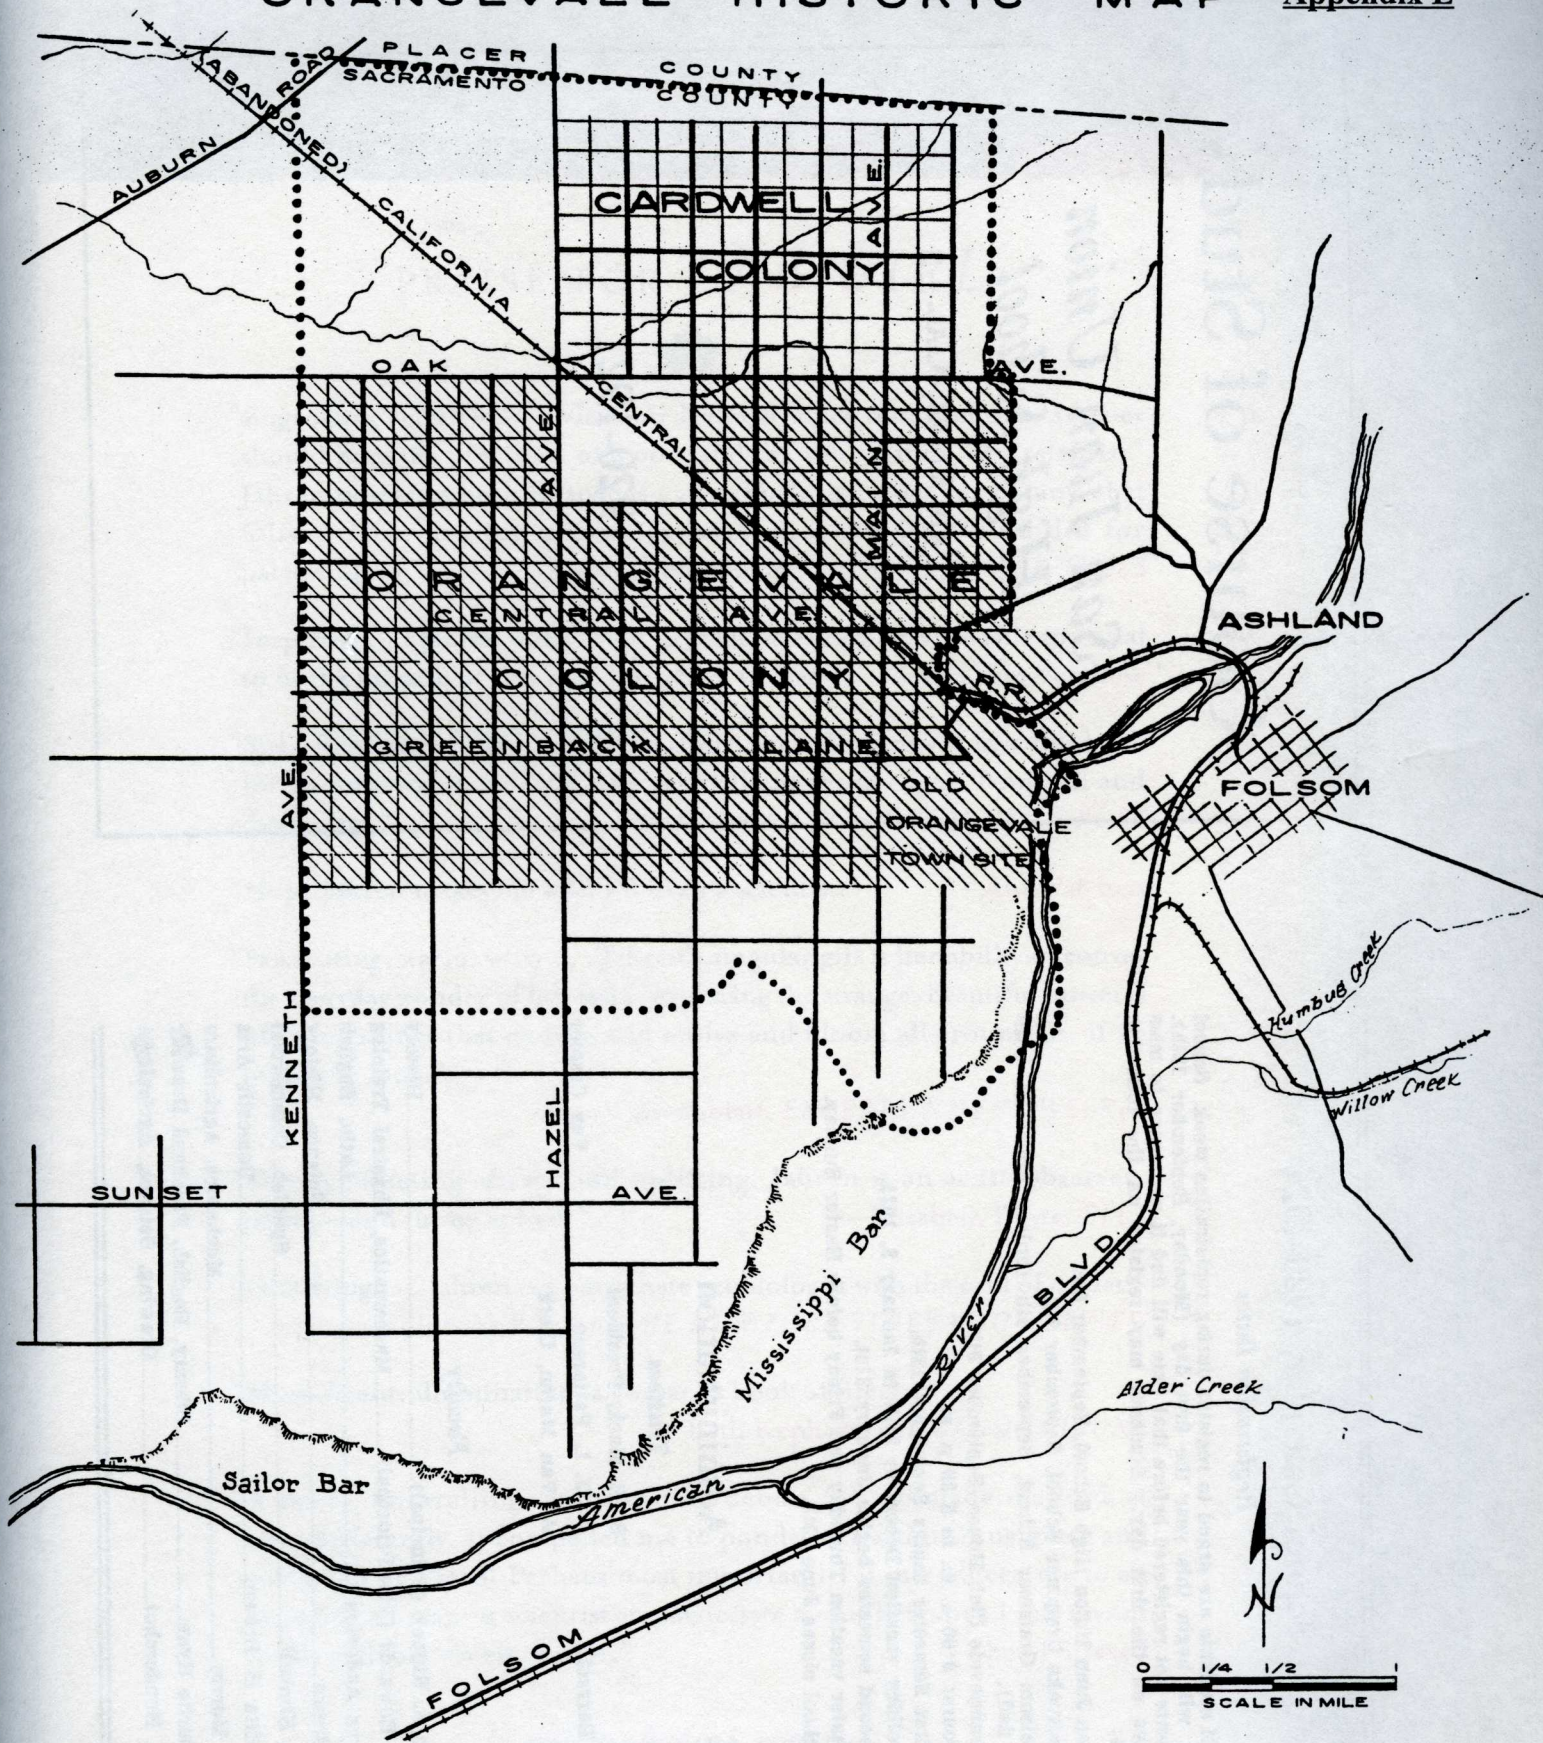 ORANGEVALE HISTORIC MAP
Appendix E
PLACER COUNTY
SACRAMENTO COUNTY
AUBURN ROAD
(ABANDONED)
CALIFORNIA CENTRAL R.R.
CARDWELL
COLONY
AVE.
OAK AVE.
AVE.
MAIN
ORANGEVALE
CENTRAL AVE.
COLONY
GREENBACK LANE
ASHLAND
FOLSOM
OLD
ORANGEVALE
TOWN SITE
AVE.
KENNETH
HAZEL
SUNSET AVE.
Humbug Creek
Willow Creek
Mississippi Bar
BLVD.
River
Alder Creek
Sailor Bar
American
FOLSOM
N
0 1/4 1/2 1
SCALE IN MILE